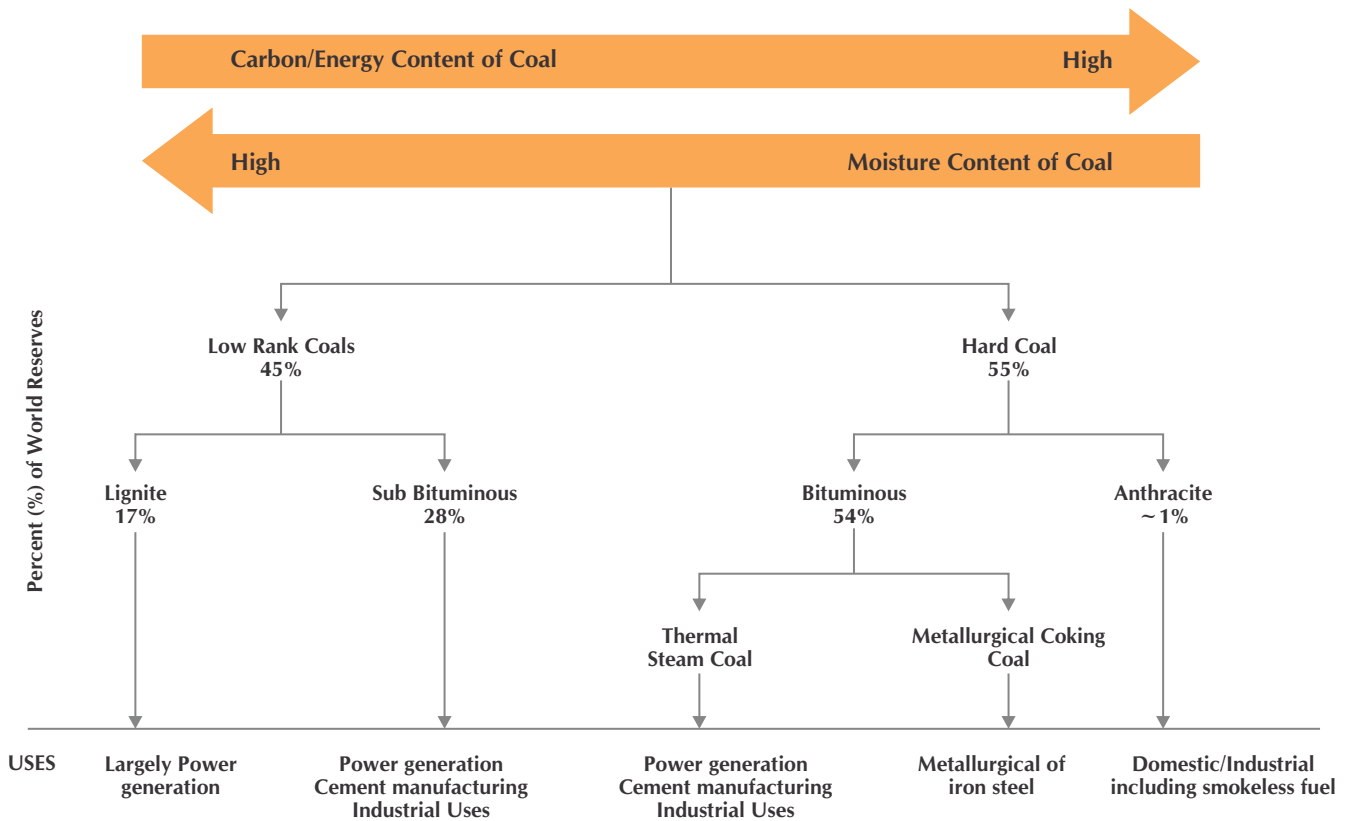 Carbon/Energy Content of Coal High
High Moisture Content of Coal
Percent (%) of World Reserves
Low Rank Coals
45%
Hard Coal
55%
Lignite
17%
Sub Bituminous
28%
Bituminous
54%
Anthracite
~1%
Thermal
Steam Coal
Metallurgical Coking
Coal
USES
Largely Power
generation
Power generation
Cement manufacturing
Industrial Uses
Power generation
Cement manufacturing
Industrial Uses
Metallurgical of
iron steel
Domestic/Industrial
including smokeless fuel